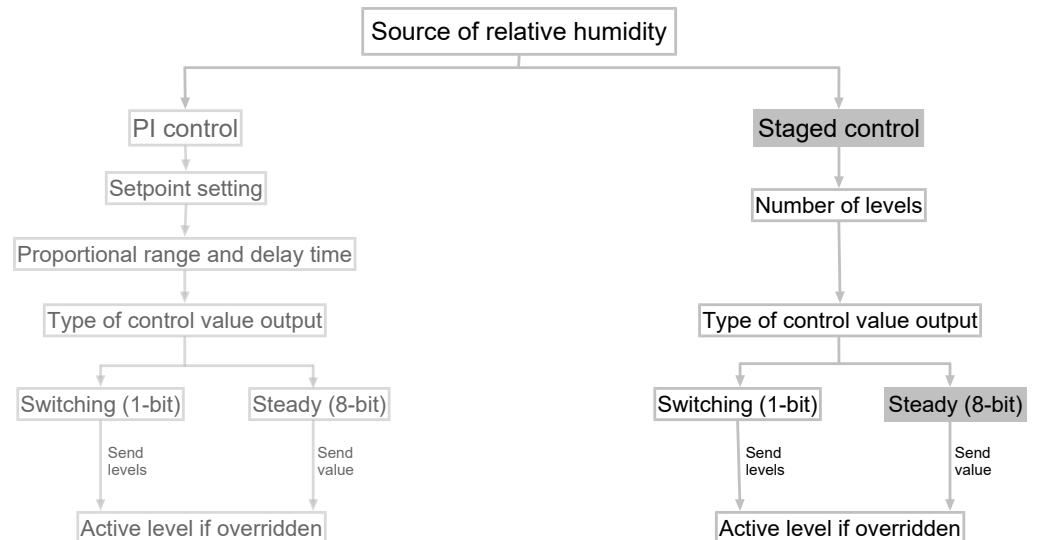 Source of relative humidity
PI control
Staged control
Setpoint setting
Number of levels
Proportional range and delay time
Type of control value output
Type of control value output
Switching (1-bit)
Steady (8-bit)
Switching (1-bit)
Steady (8-bit)
Send
levels
Send
value
Send
levels
Send
value
Active level if overridden
Active level if overridden